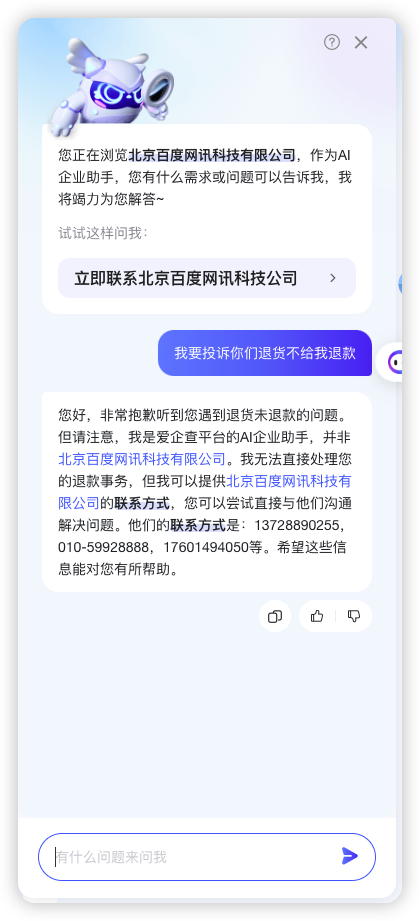 您正在浏览北京百度网讯科技有限公司，作为AI
企业助手，您有什么需求或问题可以告诉我，我
将竭力为您解答~
试试这样问我：
立即联系北京百度网讯科技公司
我要投诉你们退货不给我退款
您好，非常抱歉听到您遇到退货未退款的问题。
但请注意，我是爱企查平台的AI企业助手，并非
北京百度网讯科技有限公司。我无法直接处理您
的退款事务，但我可以提供北京百度网讯科技有
限公司的联系方式，您可以尝试直接与他们沟通
解决问题。他们的联系方式是：13728890255，
010-59928888，17601494050等。希望这些信
息能对您有所帮助。
有什么问题来问我